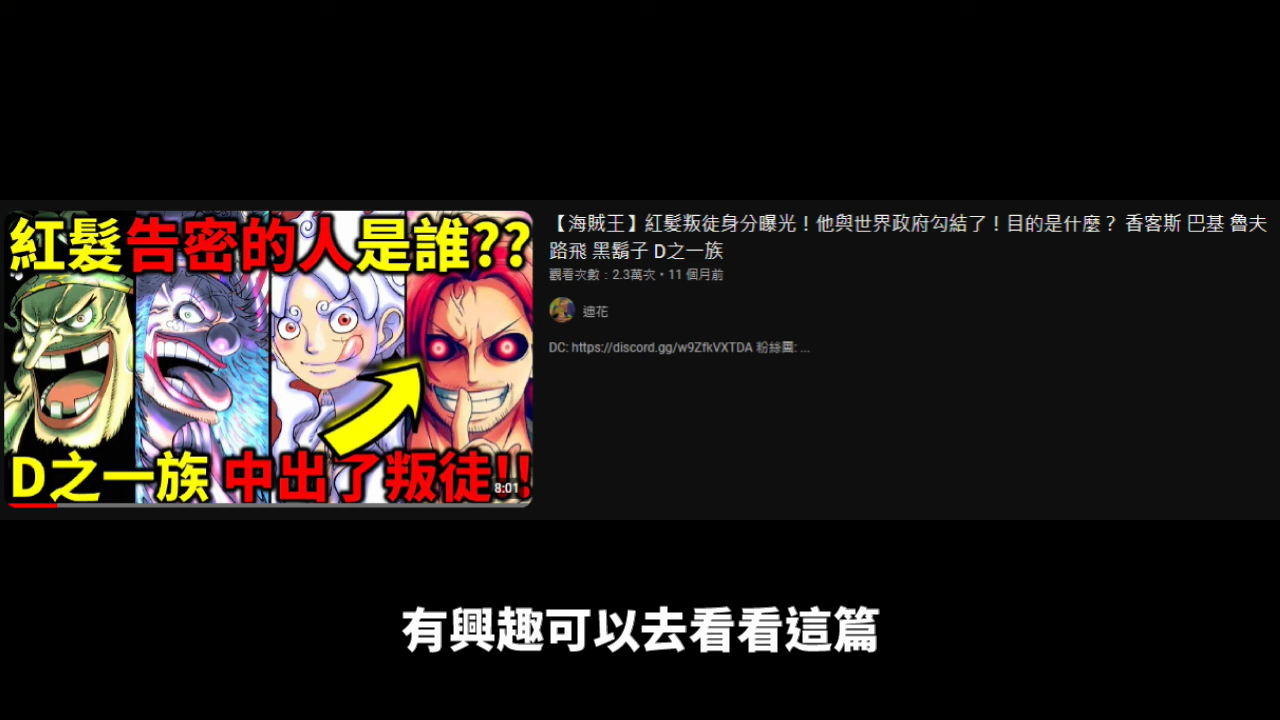 紅髮告密的人是誰??
D之一族 中出了叛徒!!
8:01
【海賊王】紅髮叛徒身分曝光！他與世界政府勾結了！目的是什麼？ 香客斯 巴基 魯夫
路飛 黑鬍子 D之一族
觀看次數：2.3萬次・11 個月前
迪花
DC: https://discord.gg/w9ZfkVXTDA 粉絲團: ...
有興趣可以去看看這篇